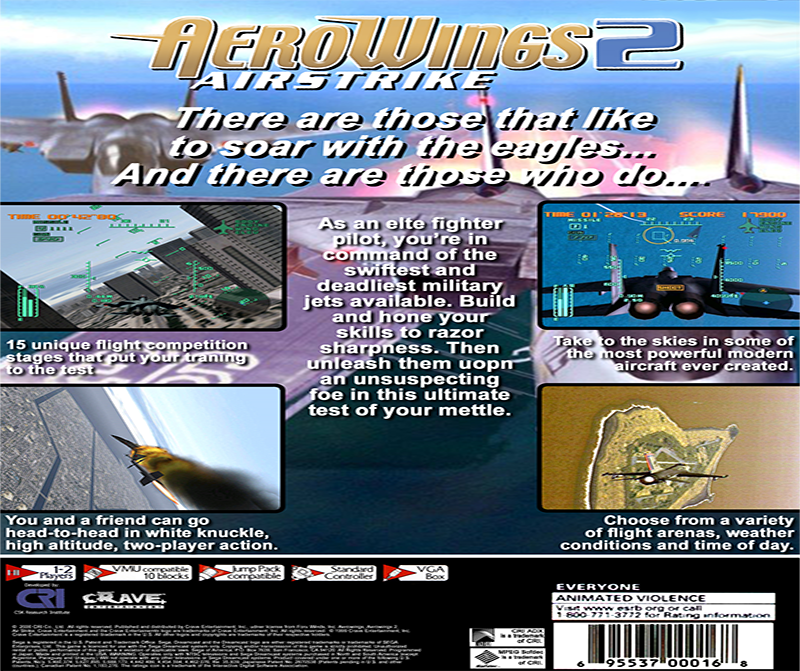 AEROWINGS 2
AIRSTRIKE
There are those that like
to soar with the eagles...
And there are those who do....
TIME 00'42"80
15 unique flight competition
stages that put your traning
to the test
As an elte fighter
pilot, you're in
command of the
swiftest and
deadliest military
jets available. Build
and hone your
skills to razor
sharpness. Then
unleash them uopn
an unsuspecting
foe in this ultimate
test of your mettle.
TIME 01'28"13 SCORE 17900
SHOOT
Take to the skies in some of
the most powerful modern
aircraft ever created.
You and a friend can go
head-to-head in white knuckle,
high altitude, two-player action.
Choose from a variety
of flight arenas, weather
conditions and time of day.
1-2
Players
VMU compatible
10 blocks
Jump Pack
compatible
Standard
Controller
VGA
Box
Developed by
CRI
CSK Research Institute
CRAVE
ENTERTAINMENT
EVERYONE
ANIMATED VIOLENCE
Visit www.esrb.org or call
1 800 771-3772 for Rating information
CRI ADX
is a trademark
of CRI.
MPEG Sofdec
is a trademark
of CRI.
6 95537 00016 8